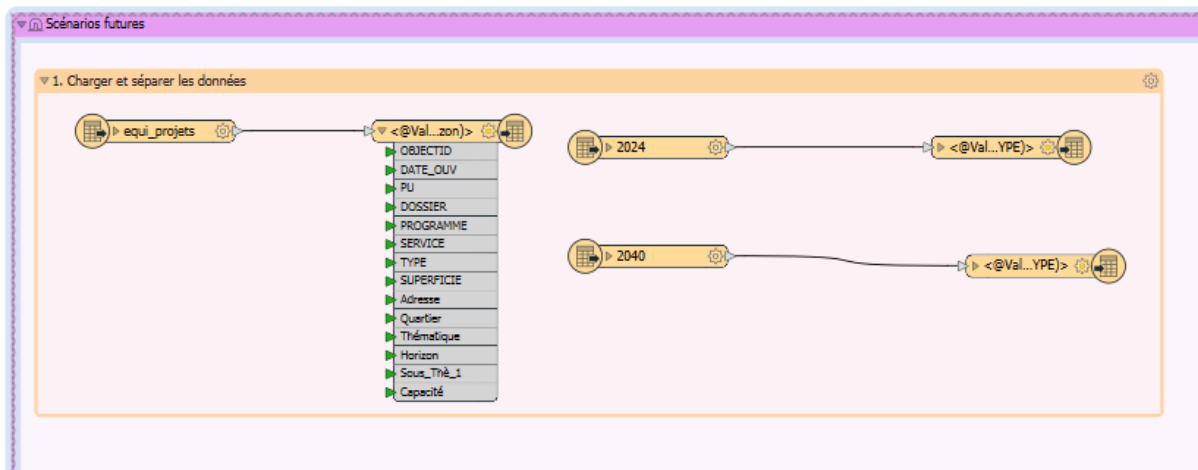 Scénarios futures
1. Charger et séparer les données
equi_projets
<@Val...zon)>
OBJECTID
DATE_OUV
PU
DOSSIER
PROGRAMME
SERVICE
TYPE
SUPERFICIE
Adresse
Quartier
Thématique
Horizon
Sous_Thè_1
Capacité
2024
<@Val...YPE)>
2040
<@Val...YPE)>